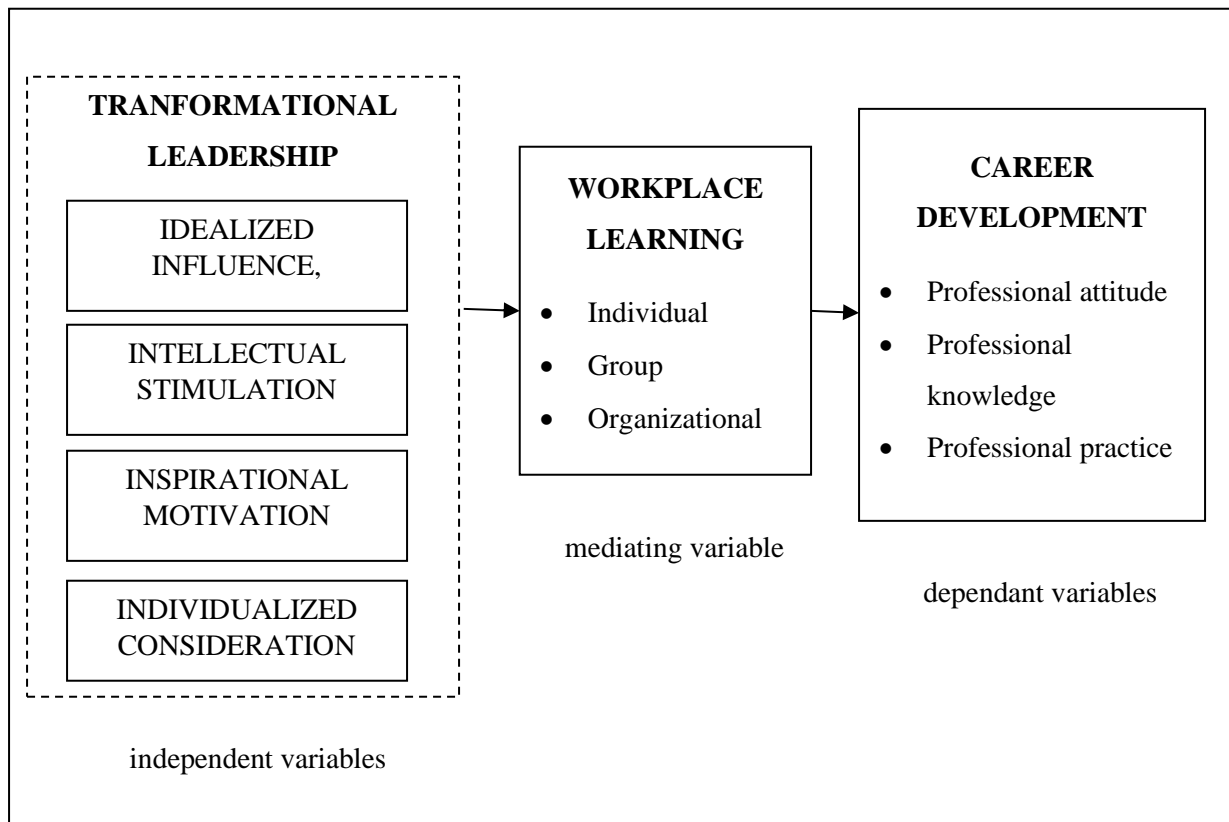 TRANFORMATIONAL
LEADERSHIP
IDEALIZED
INFLUENCE,
INTELLECTUAL
STIMULATION
INSPIRATIONAL
MOTIVATION
INDIVIDUALIZED
CONSIDERATION
independent variables
WORKPLACE
LEARNING
• Individual
• Group
• Organizational
mediating variable
CAREER
DEVELOPMENT
• Professional attitude
• Professional
knowledge
• Professional practice
dependant variables